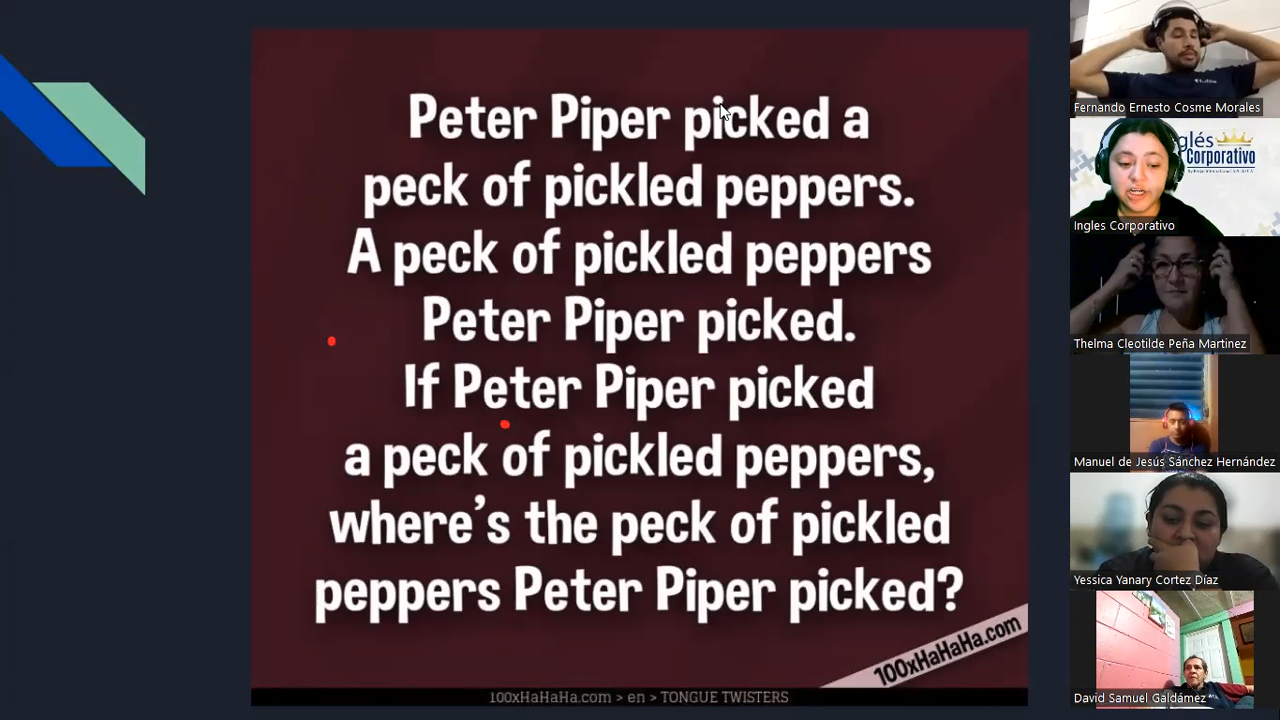 Peter Piper picked a
peck of pickled peppers.
A peck of pickled peppers
Peter Piper picked.
If Peter Piper picked
a peck of pickled peppers,
where's the peck of pickled
peppers Peter Piper picked?
100xHaHaHa.com
100xHaHaHa.com > en > TONGUE TWISTERS
Fernando Ernesto Cosme Morales
glés
Corporativo
Ingles Corporativo
Thelma Cleotilde Peña Martinez
Manuel de Jesús Sánchez Hernández
Yessica Yanary Cortez Díaz
David Samuel Galdámez